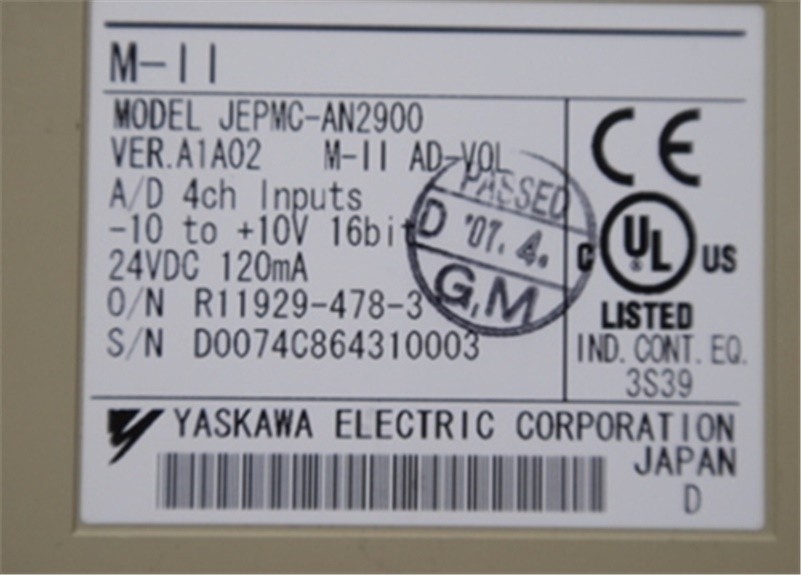 M-II
MODEL JEPMC-AN2900
VER.A1A02 M-II AD-VOL
A/D 4ch Inputs
-10 to +10V 16bit
24VDC 120mA
O/N R11929-478-3
S/N D0074C864310003
PASSED
D '07. 4.
G.M
CE
C UL US
®
LISTED
IND. CONT. EQ.
3S39
YASKAWA ELECTRIC CORPORATION
JAPAN
D